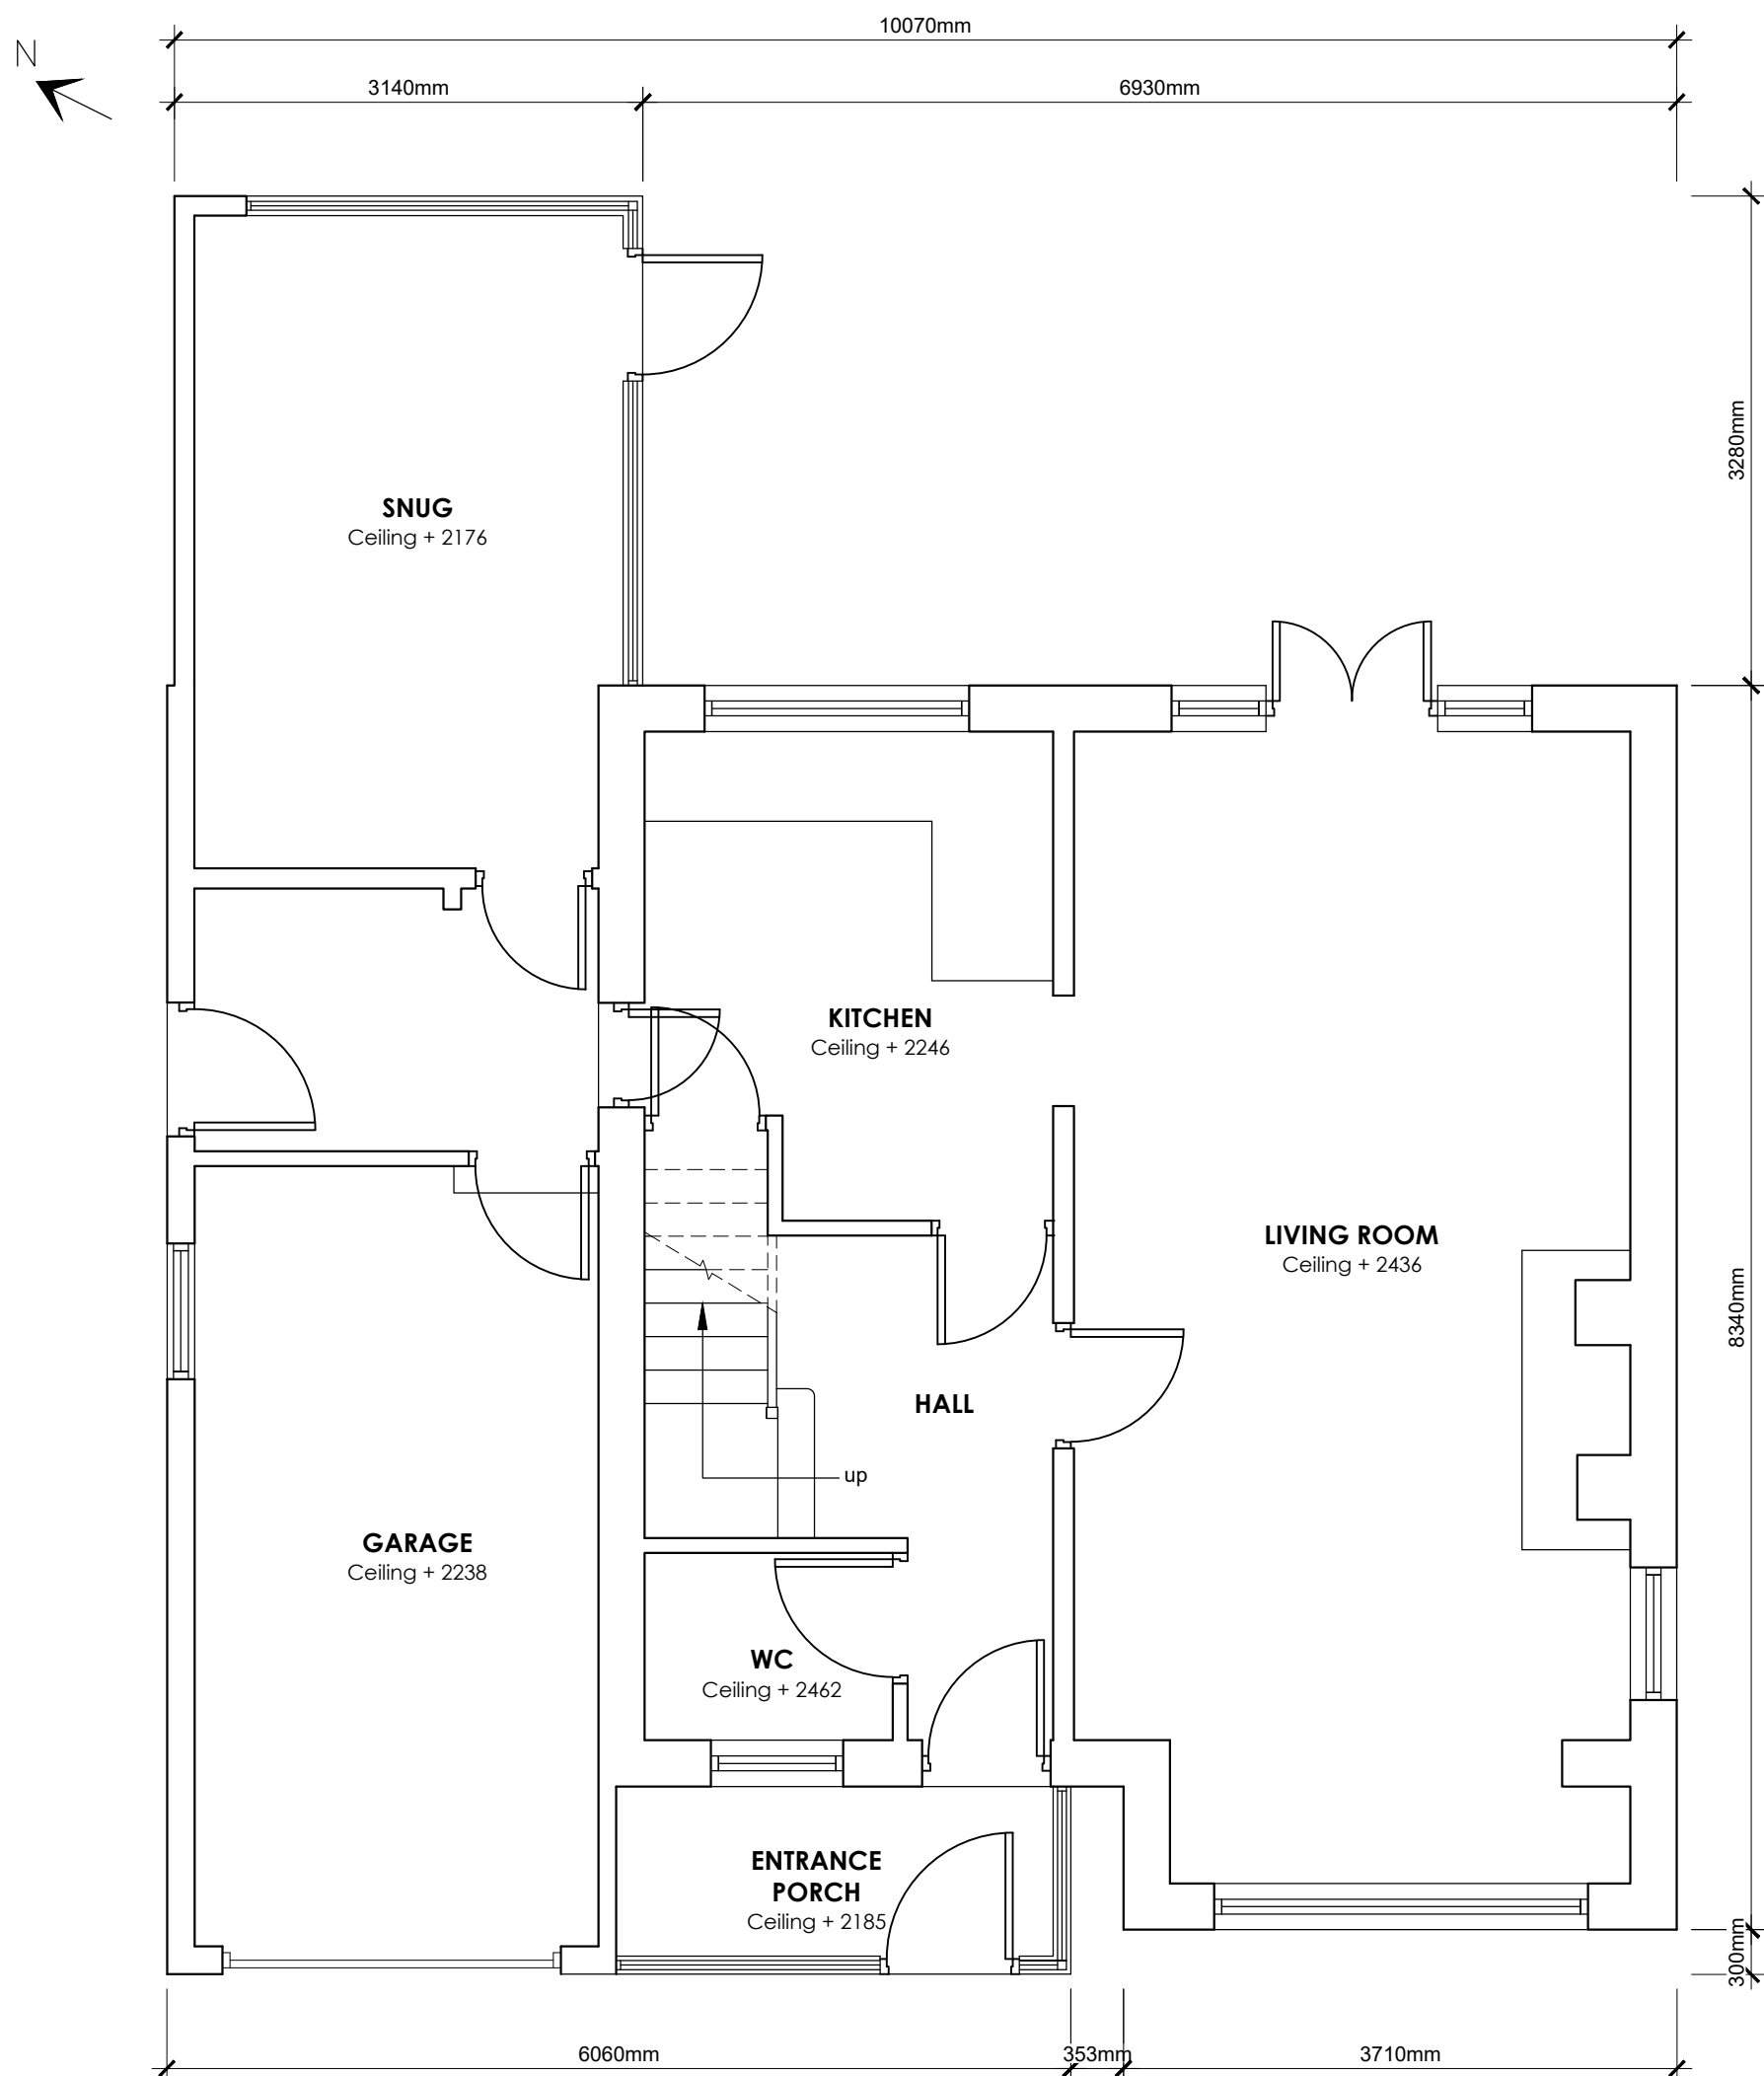 10070mm
N
3140mm
6930mm
3280mm
SNUG
Ceiling + 2176
KITCHEN
Ceiling + 2246
LIVING ROOM
Ceiling + 2436
8340mm
HALL
up
GARAGE
Ceiling + 2238
WC
Ceiling + 2462
ENTRANCE
PORCH
Ceiling + 2185
300mm
6060mm
353mm
3710mm